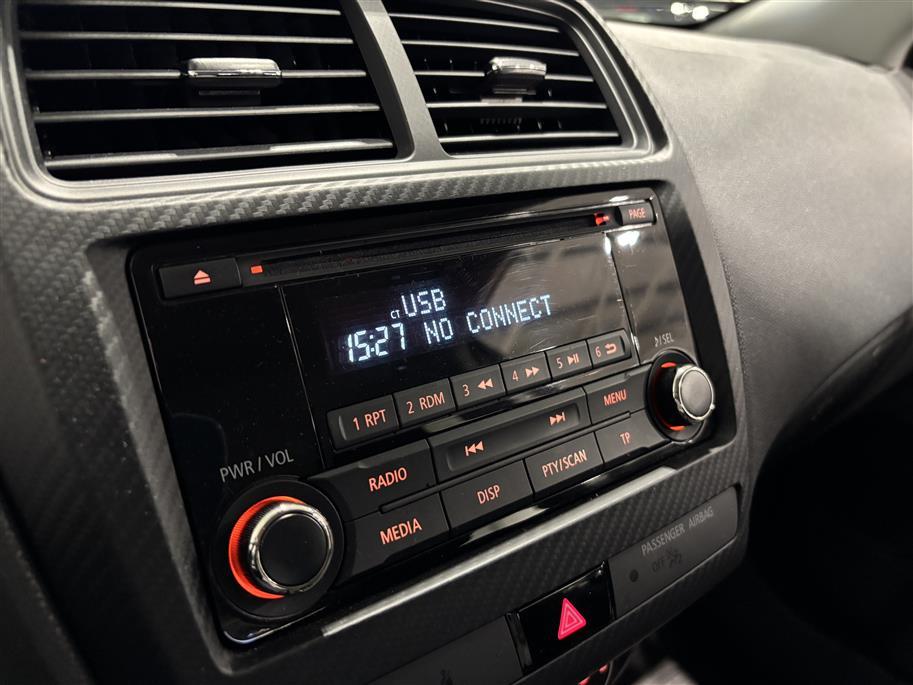 PAGE
USB
CT
15:27 NO CONNECT
♪/SEL
1 RPT
2 RDM
3 ◀◀
4 ▶▶
5 ▶II
6 ⮌
MENU
PWR / VOL
RADIO
MEDIA
DISP
PTY/SCAN
TP
PASSENGER AIRBAG
OFF